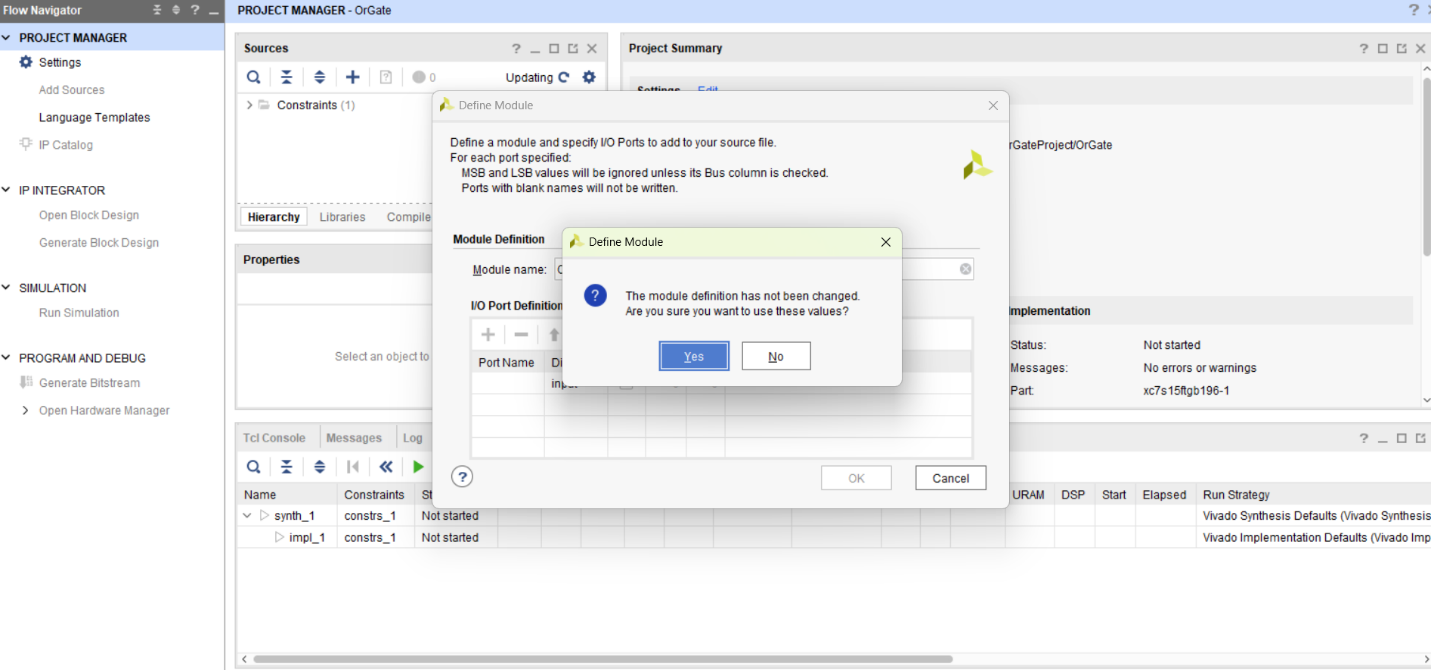 Flow Navigator
PROJECT MANAGER - OrGate
PROJECT MANAGER
Settings
Add Sources
Language Templates
IP Catalog
IP INTEGRATOR
Open Block Design
Generate Block Design
SIMULATION
Run Simulation
PROGRAM AND DEBUG
Generate Bitstream
Open Hardware Manager
Sources
0
Updating
Constraints (1)
Hierarchy Libraries Compile
Properties
Select an object to
Project Summary
Settings Edit
rGateProject/OrGate
Implementation
Status: Not started
Messages: No errors or warnings
Part: xc7s15ftgb196-1
Define Module
Define a module and specify I/O Ports to add to your source file.
For each port specified:
MSB and LSB values will be ignored unless its Bus column is checked.
Ports with blank names will not be written.
Module Definition
Module name:
I/O Port Definition
Port Name Di
input
OK Cancel
Define Module
The module definition has not been changed.
Are you sure you want to use these values?
Yes No
Tcl Console Messages Log
Name Constraints St URAM DSP Start Elapsed Run Strategy
synth_1 constrs_1 Not started Vivado Synthesis Defaults (Vivado Synthesis
impl_1 constrs_1 Not started Vivado Implementation Defaults (Vivado Imp